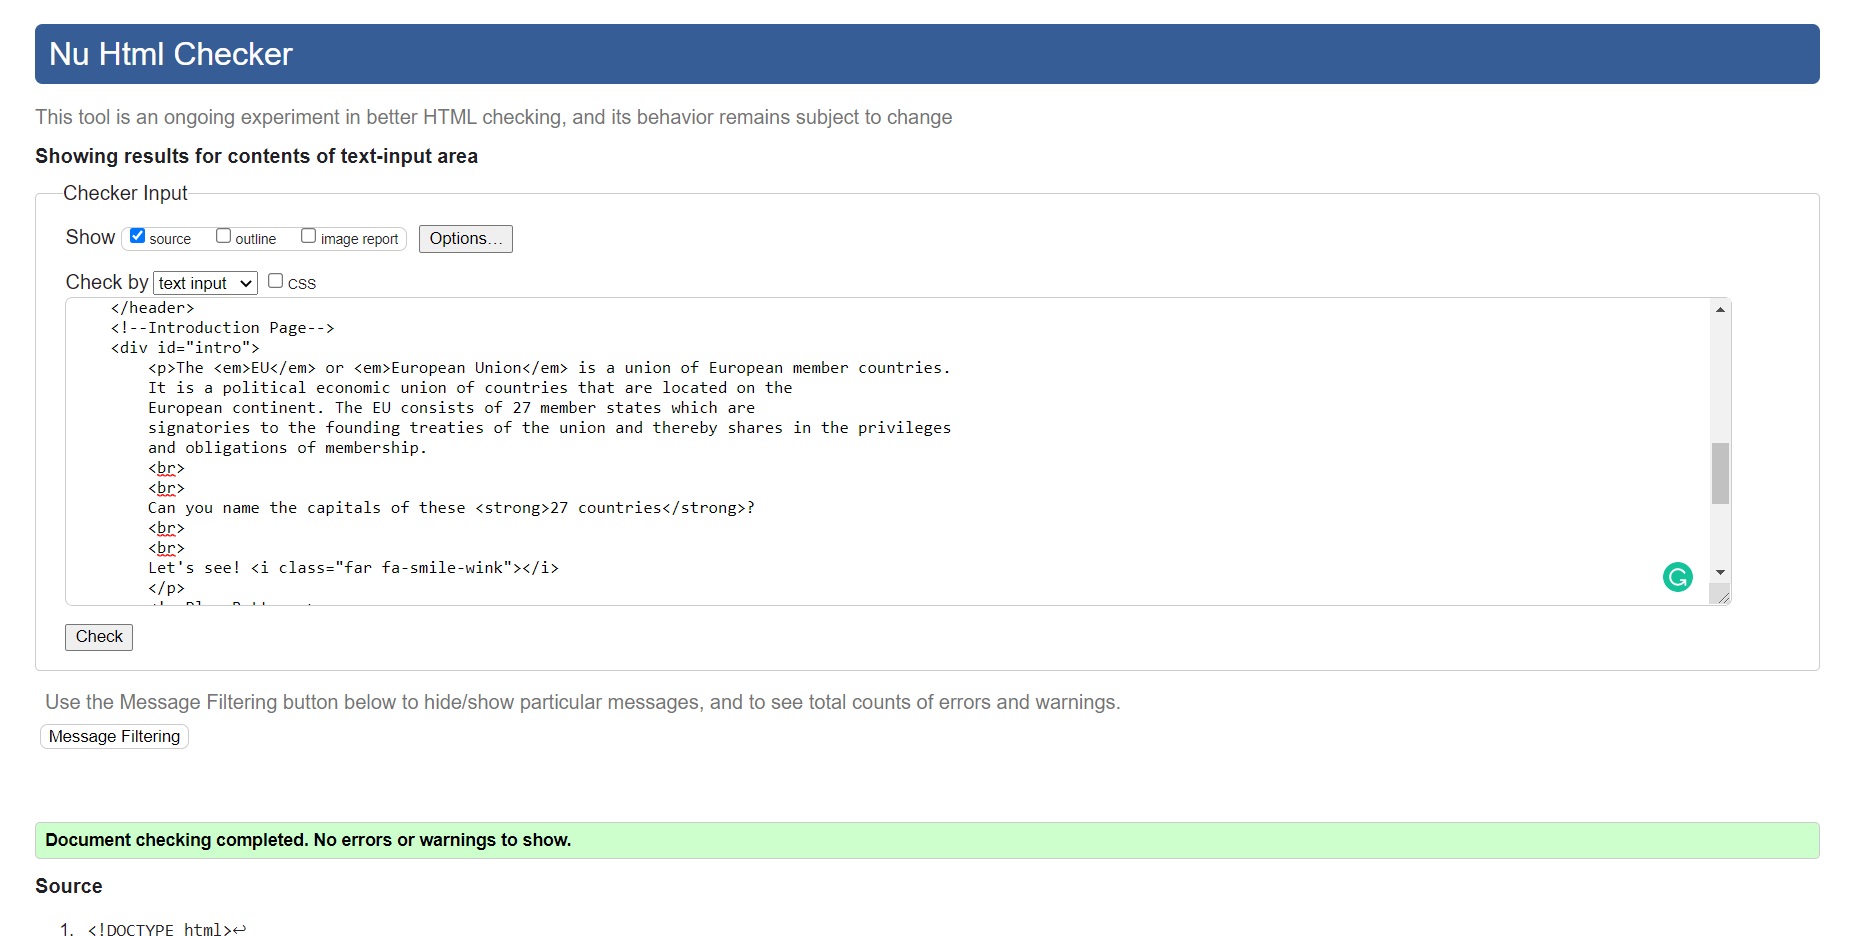 Nu Html Checker
This tool is an ongoing experiment in better HTML checking, and its behavior remains subject to change
Showing results for contents of text-input area
Checker Input
Show source outline image report Options...
Check by text input CSS
</header>
<!--Introduction Page-->
<div id="intro">
<p>The <em>EU</em> or <em>European Union</em> is a union of European member countries.
It is a political economic union of countries that are located on the
European continent. The EU consists of 27 member states which are
signatories to the founding treaties of the union and thereby shares in the privileges
and obligations of membership.
<br>
<br>
Can you name the capitals of these <strong>27 countries</strong>?
<br>
<br>
Let's see! <i class="far fa-smile-wink"></i>
</p>
Check
Use the Message Filtering button below to hide/show particular messages, and to see total counts of errors and warnings.
Message Filtering
Document checking completed. No errors or warnings to show.
Source
1. <!DOCTYPE html>↩